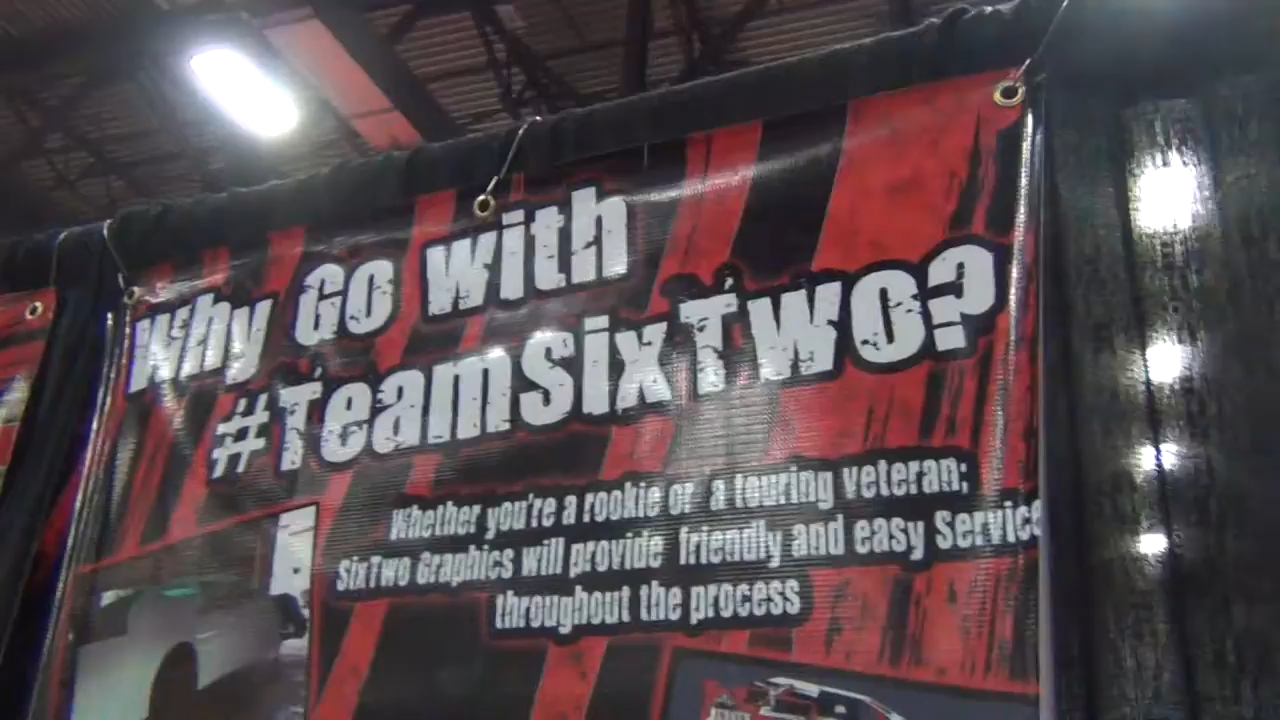 Why Go with
#TeamSixTwo?
Whether you're a rookie or a touring veteran;
SixTwo Graphics will provide friendly and easy Service
throughout the process